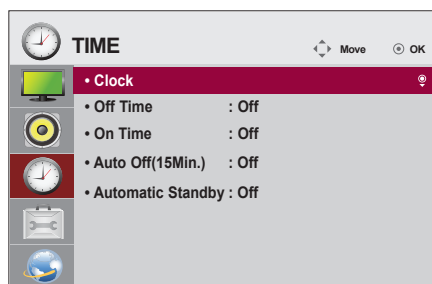 TIME Move OK
• Clock
• Off Time : Off
• On Time : Off
• Auto Off(15Min.) : Off
• Automatic Standby : Off